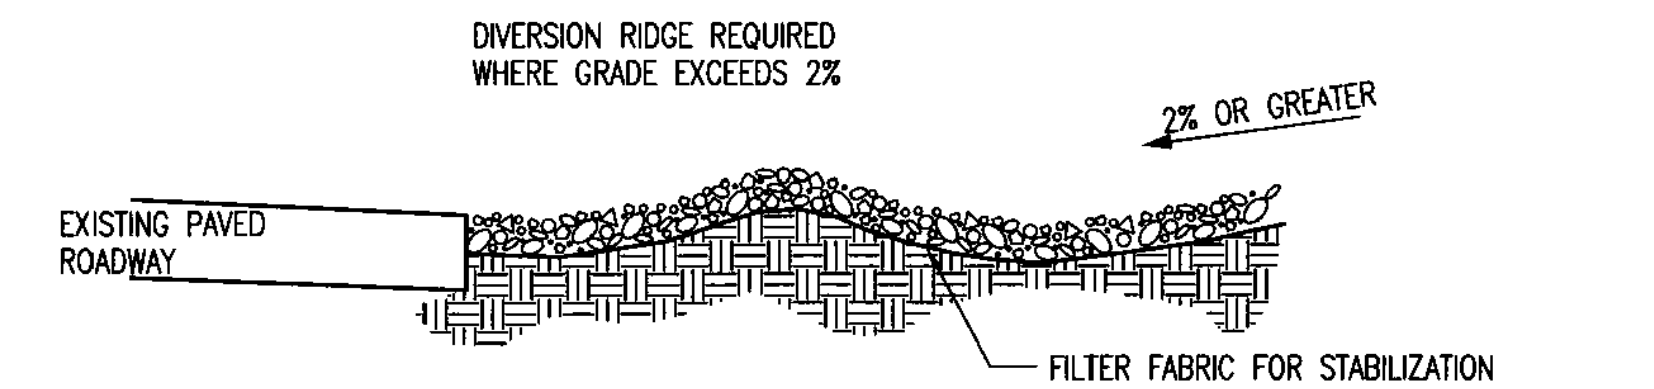 DIVERSION RIDGE REQUIRED
WHERE GRADE EXCEEDS 2%
2% OR GREATER
EXISTING PAVED
ROADWAY
FILTER FABRIC FOR STABILIZATION